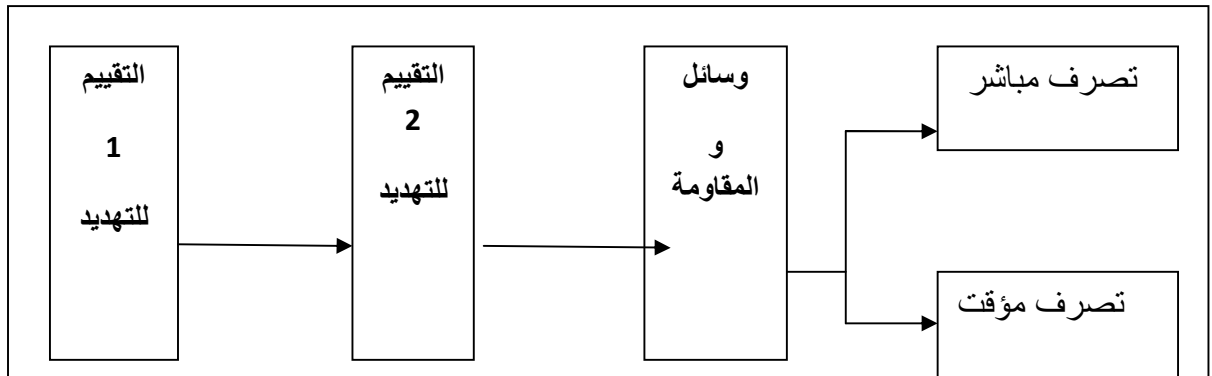 التقييم
1
للتهديد
التقييم
2
للتهديد
وسائل
و
المقاومة
تصرف مباشر
تصرف مؤقت